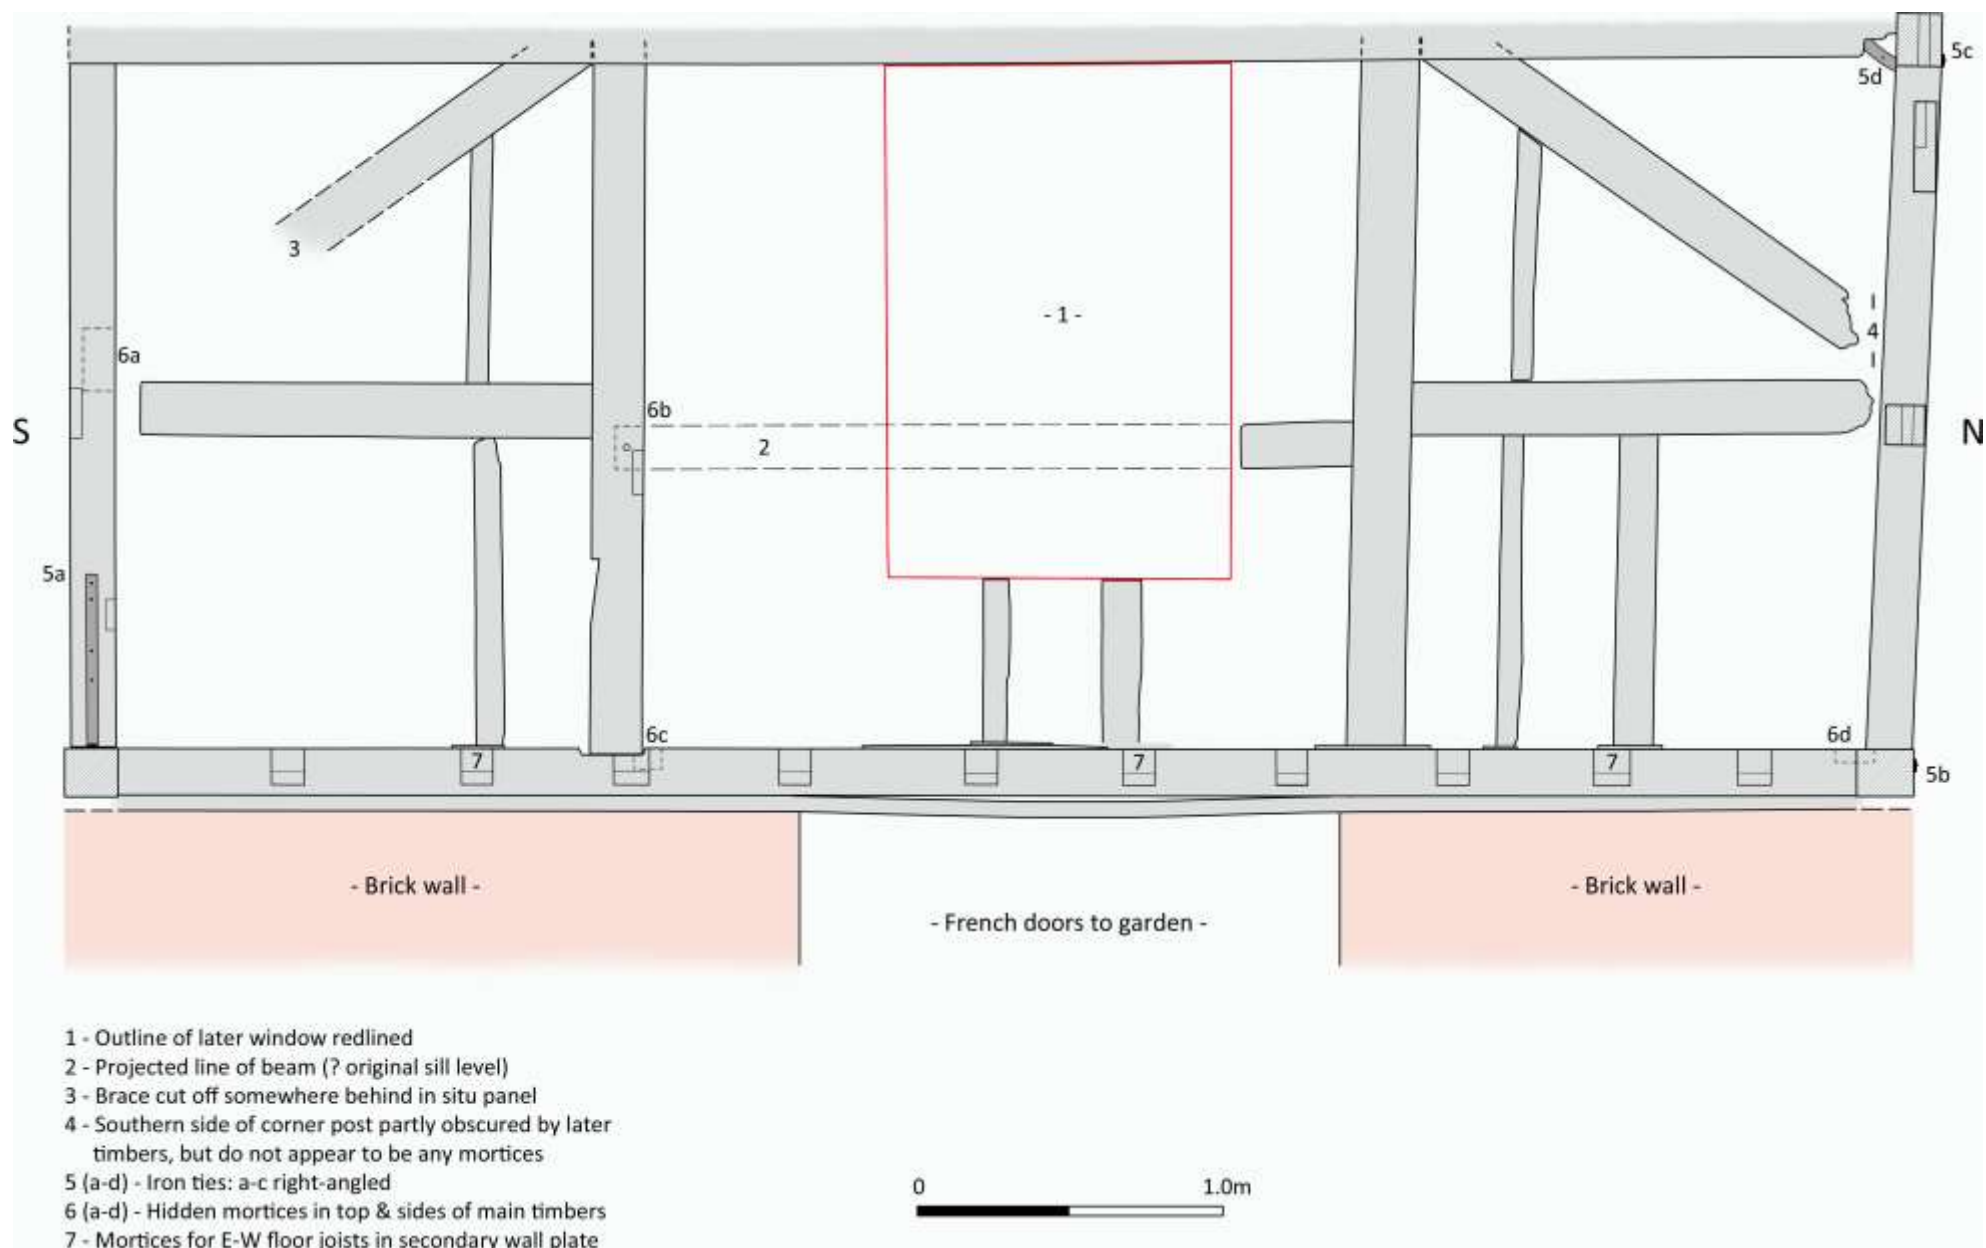 5c
5d
3
- 1 -
4
6a
S
6b
2
N
5a
6c
6d
7
7
7
5b
- Brick wall -
- Brick wall -
- French doors to garden -
1 - Outline of later window redlined
2 - Projected line of beam (? original sill level)
3 - Brace cut off somewhere behind in situ panel
4 - Southern side of corner post partly obscured by later
timbers, but do not appear to be any mortices
5 (a-d) - Iron ties: a-c right-angled
6 (a-d) - Hidden mortices in top & sides of main timbers
7 - Mortices for E-W floor joists in secondary wall plate
0 1.0m